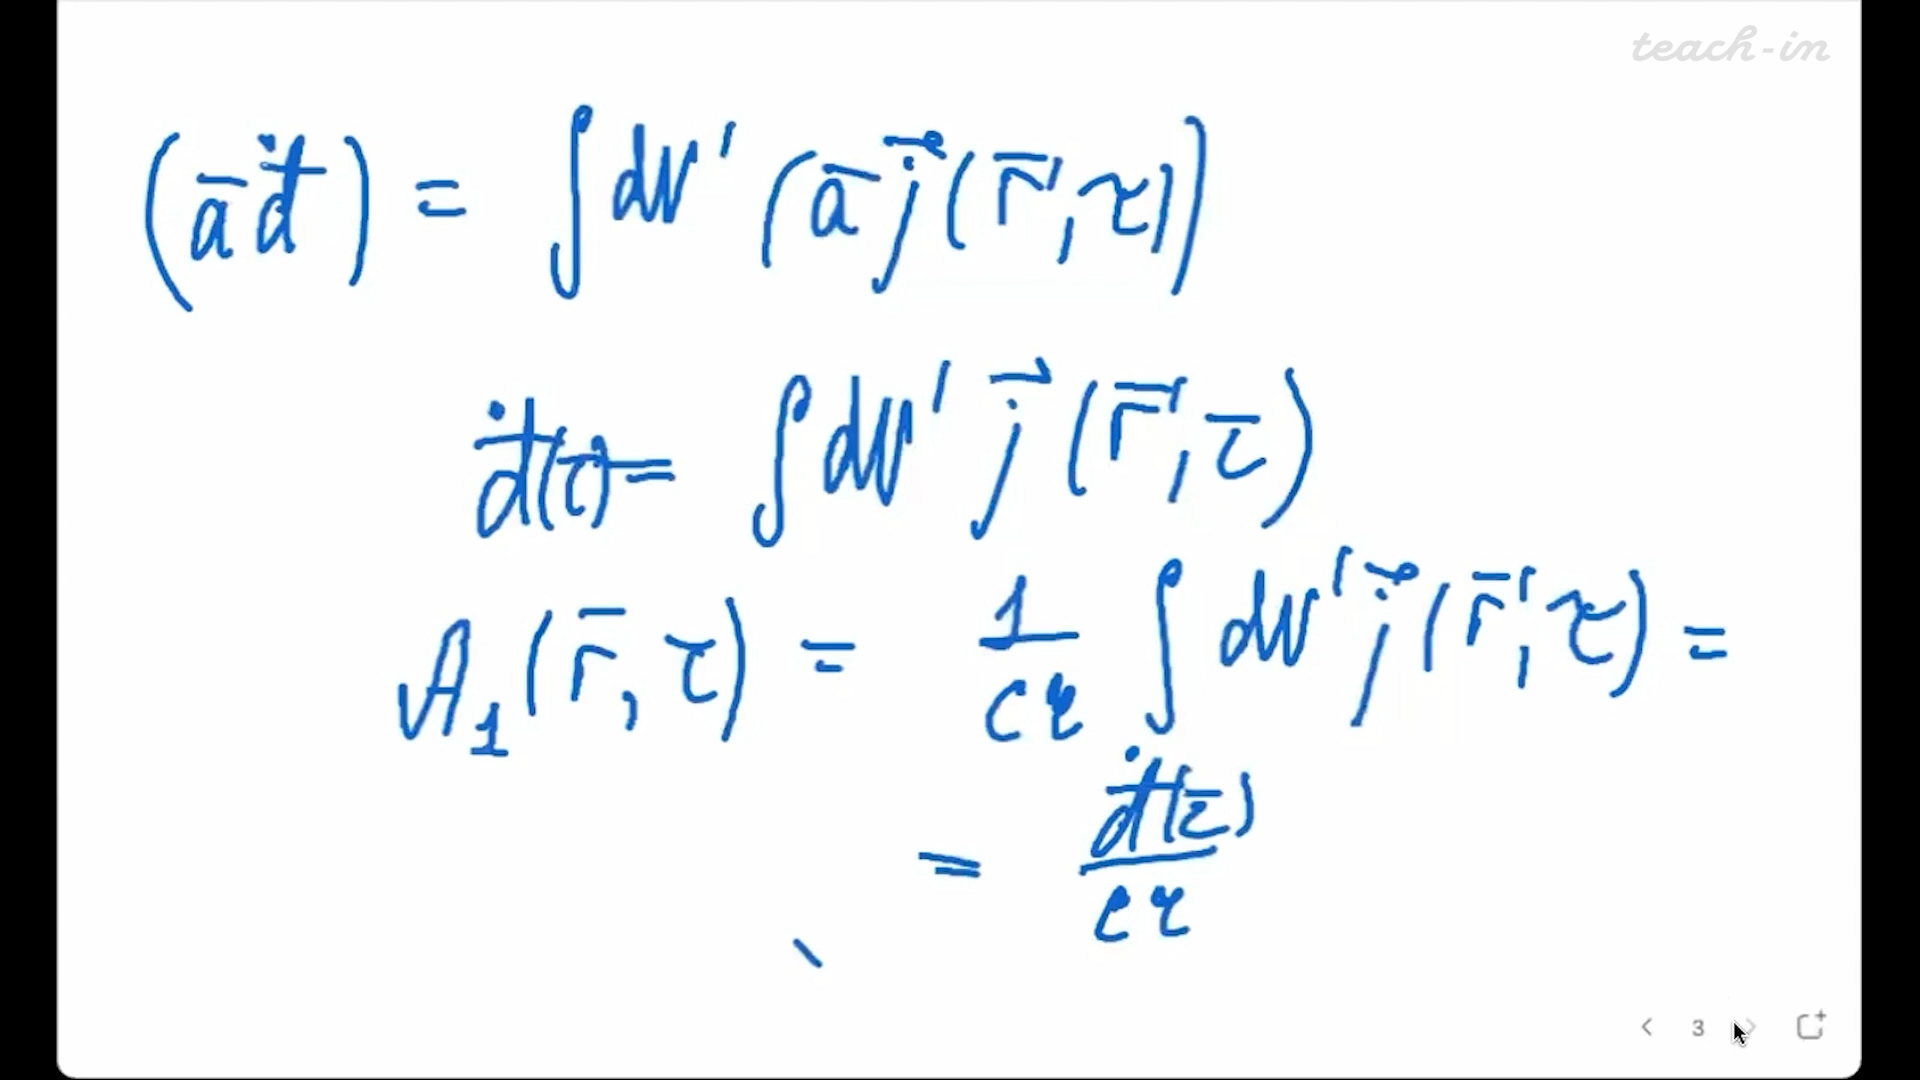 teach-in
(a̅ ḋ⃗) = ∫dV' (a̅ j⃗(r̅', τ))
ḋ⃗(τ) = ∫dV' j⃗(r̅', τ)
A₁(r̅, τ) = 1/(cr) ∫dV' j⃗(r̅', τ) =
= ḋ⃗(τ)/(cr)
3